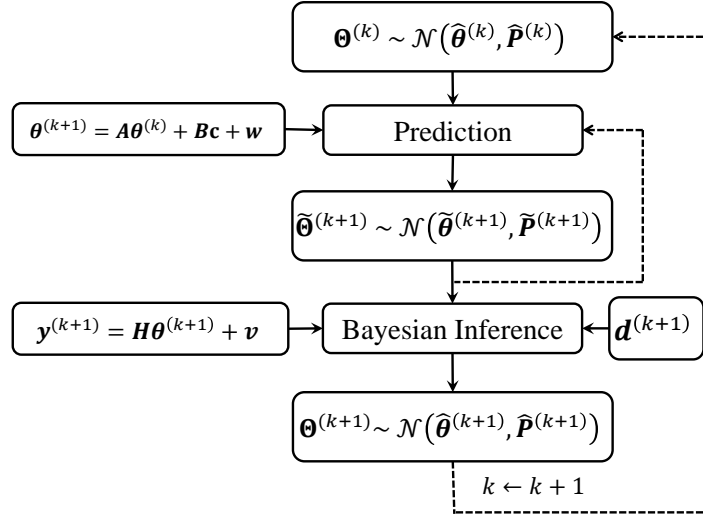 𝚯^(k) ~ 𝒩(𝜽̂^(k), 𝑷̂^(k))
𝜽^(k+1) = 𝑨𝜽^(k) + 𝑩𝐜 + 𝒘
Prediction
𝚯̃^(k+1) ~ 𝒩(𝜽̃^(k+1), 𝑷̃^(k+1))
𝒚^(k+1) = 𝑯𝜽^(k+1) + 𝒗
Bayesian Inference
𝒅^(k+1)
𝚯^(k+1) ~ 𝒩(𝜽̂^(k+1), 𝑷̂^(k+1))
k ← k + 1